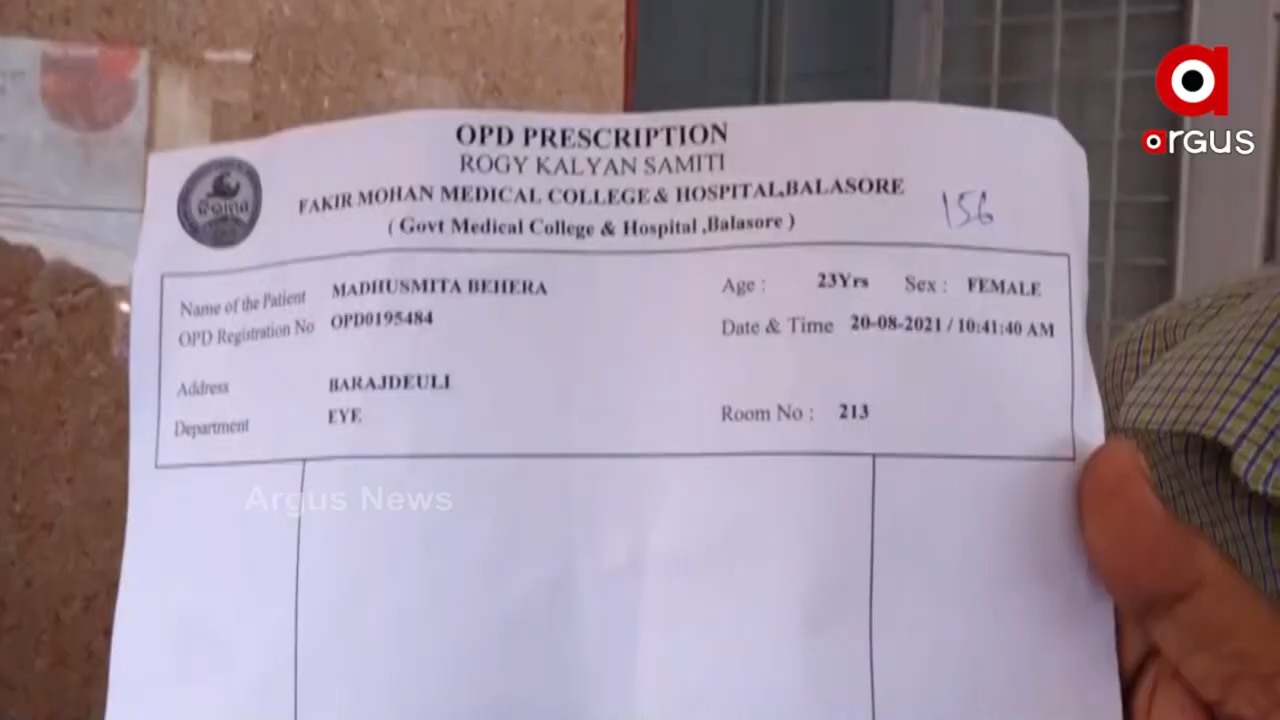 argus
OPD PRESCRIPTION
ROGY KALYAN SAMITI
FAKIR MOHAN MEDICAL COLLEGE & HOSPITAL,BALASORE
( Govt Medical College & Hospital ,Balasore )
156
Name of the Patient MADHUSMITA BEHERA Age : 23Yrs Sex : FEMALE
OPD Registration No OPD0195484 Date & Time 20-08-2021 / 10:41:40 AM
Address BARAJDEULI
Department EYE Room No : 213
Argus News